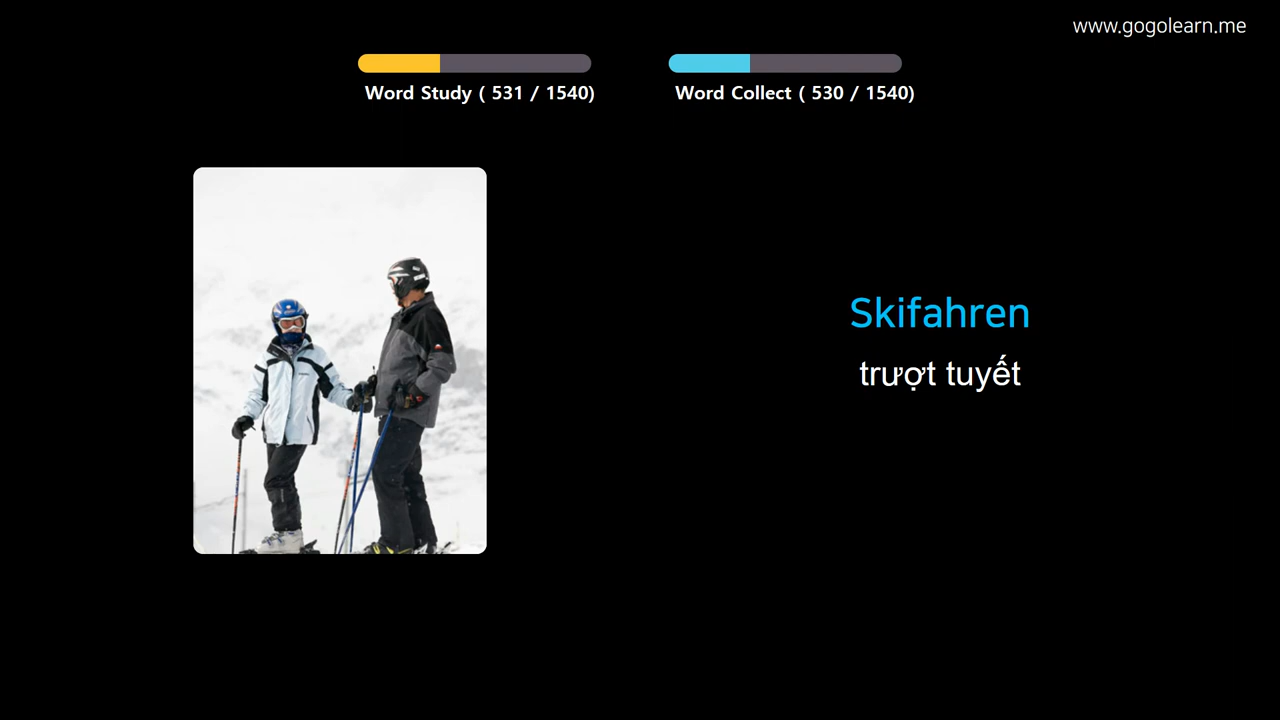 www.gogolearn.me
Word Study ( 531 / 1540)
Word Collect ( 530 / 1540)
Skifahren
trượt tuyết